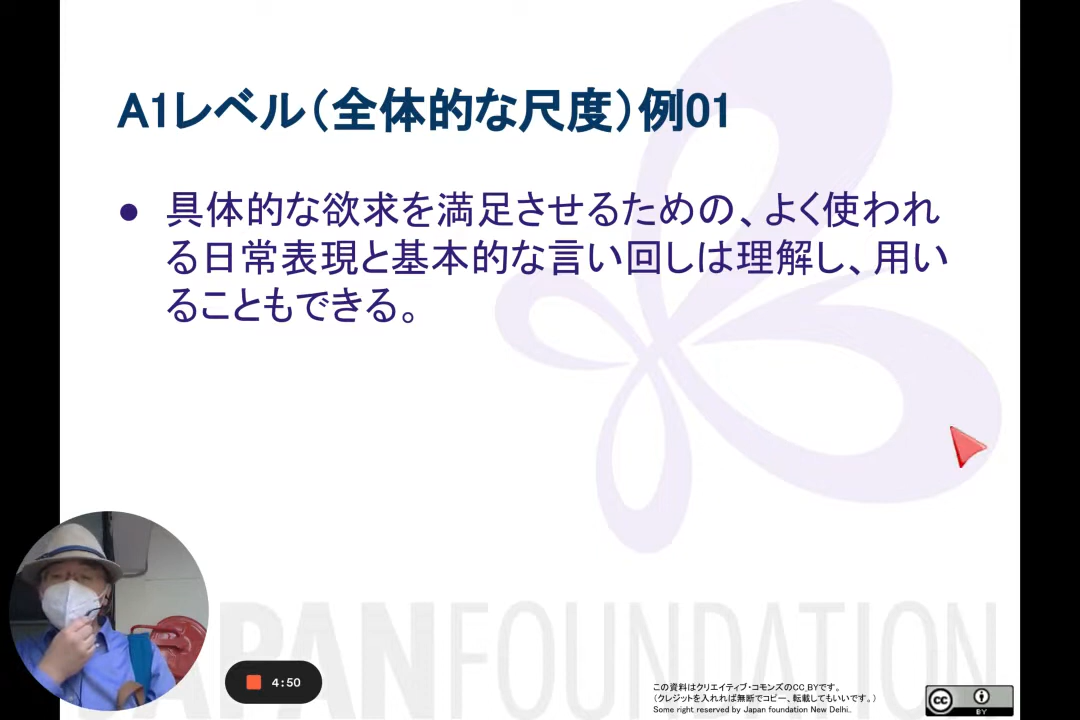 A1レベル（全体的な尺度）例01
● 具体的な欲求を満足させるための、よく使われ
る日常表現と基本的な言い回しは理解し、用い
ることもできる。
JAPANFOUNDATION
4:50
この資料はクリエイティブ・コモンズのCC,BYです。
（クレジットを入れれば無断でコピー、転載してもいいです。）
Some right reserved by Japan foundation New Delhi.
cc
BY